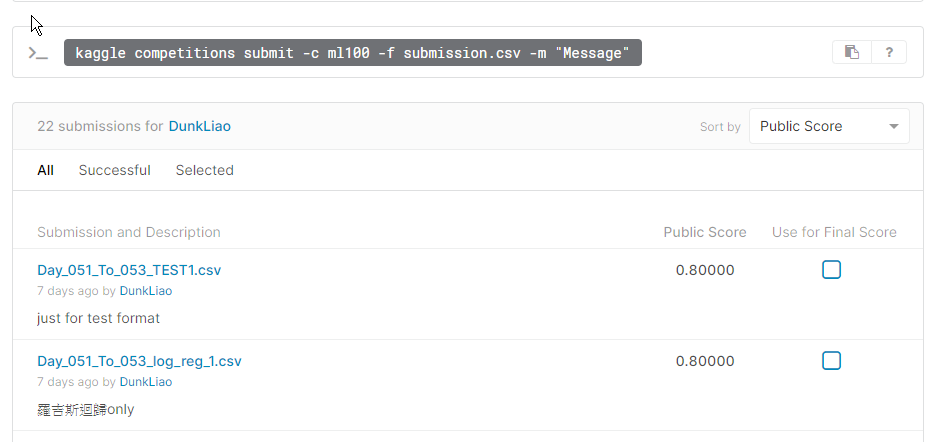 >_ kaggle competitions submit -c ml100 -f submission.csv -m "Message" ?
22 submissions for DunkLiao Sort by Public Score
All Successful Selected
Submission and Description Public Score Use for Final Score
Day_051_To_053_TEST1.csv 0.80000
7 days ago by DunkLiao
just for test format
Day_051_To_053_log_reg_1.csv 0.80000
7 days ago by DunkLiao
羅吉斯迴歸only